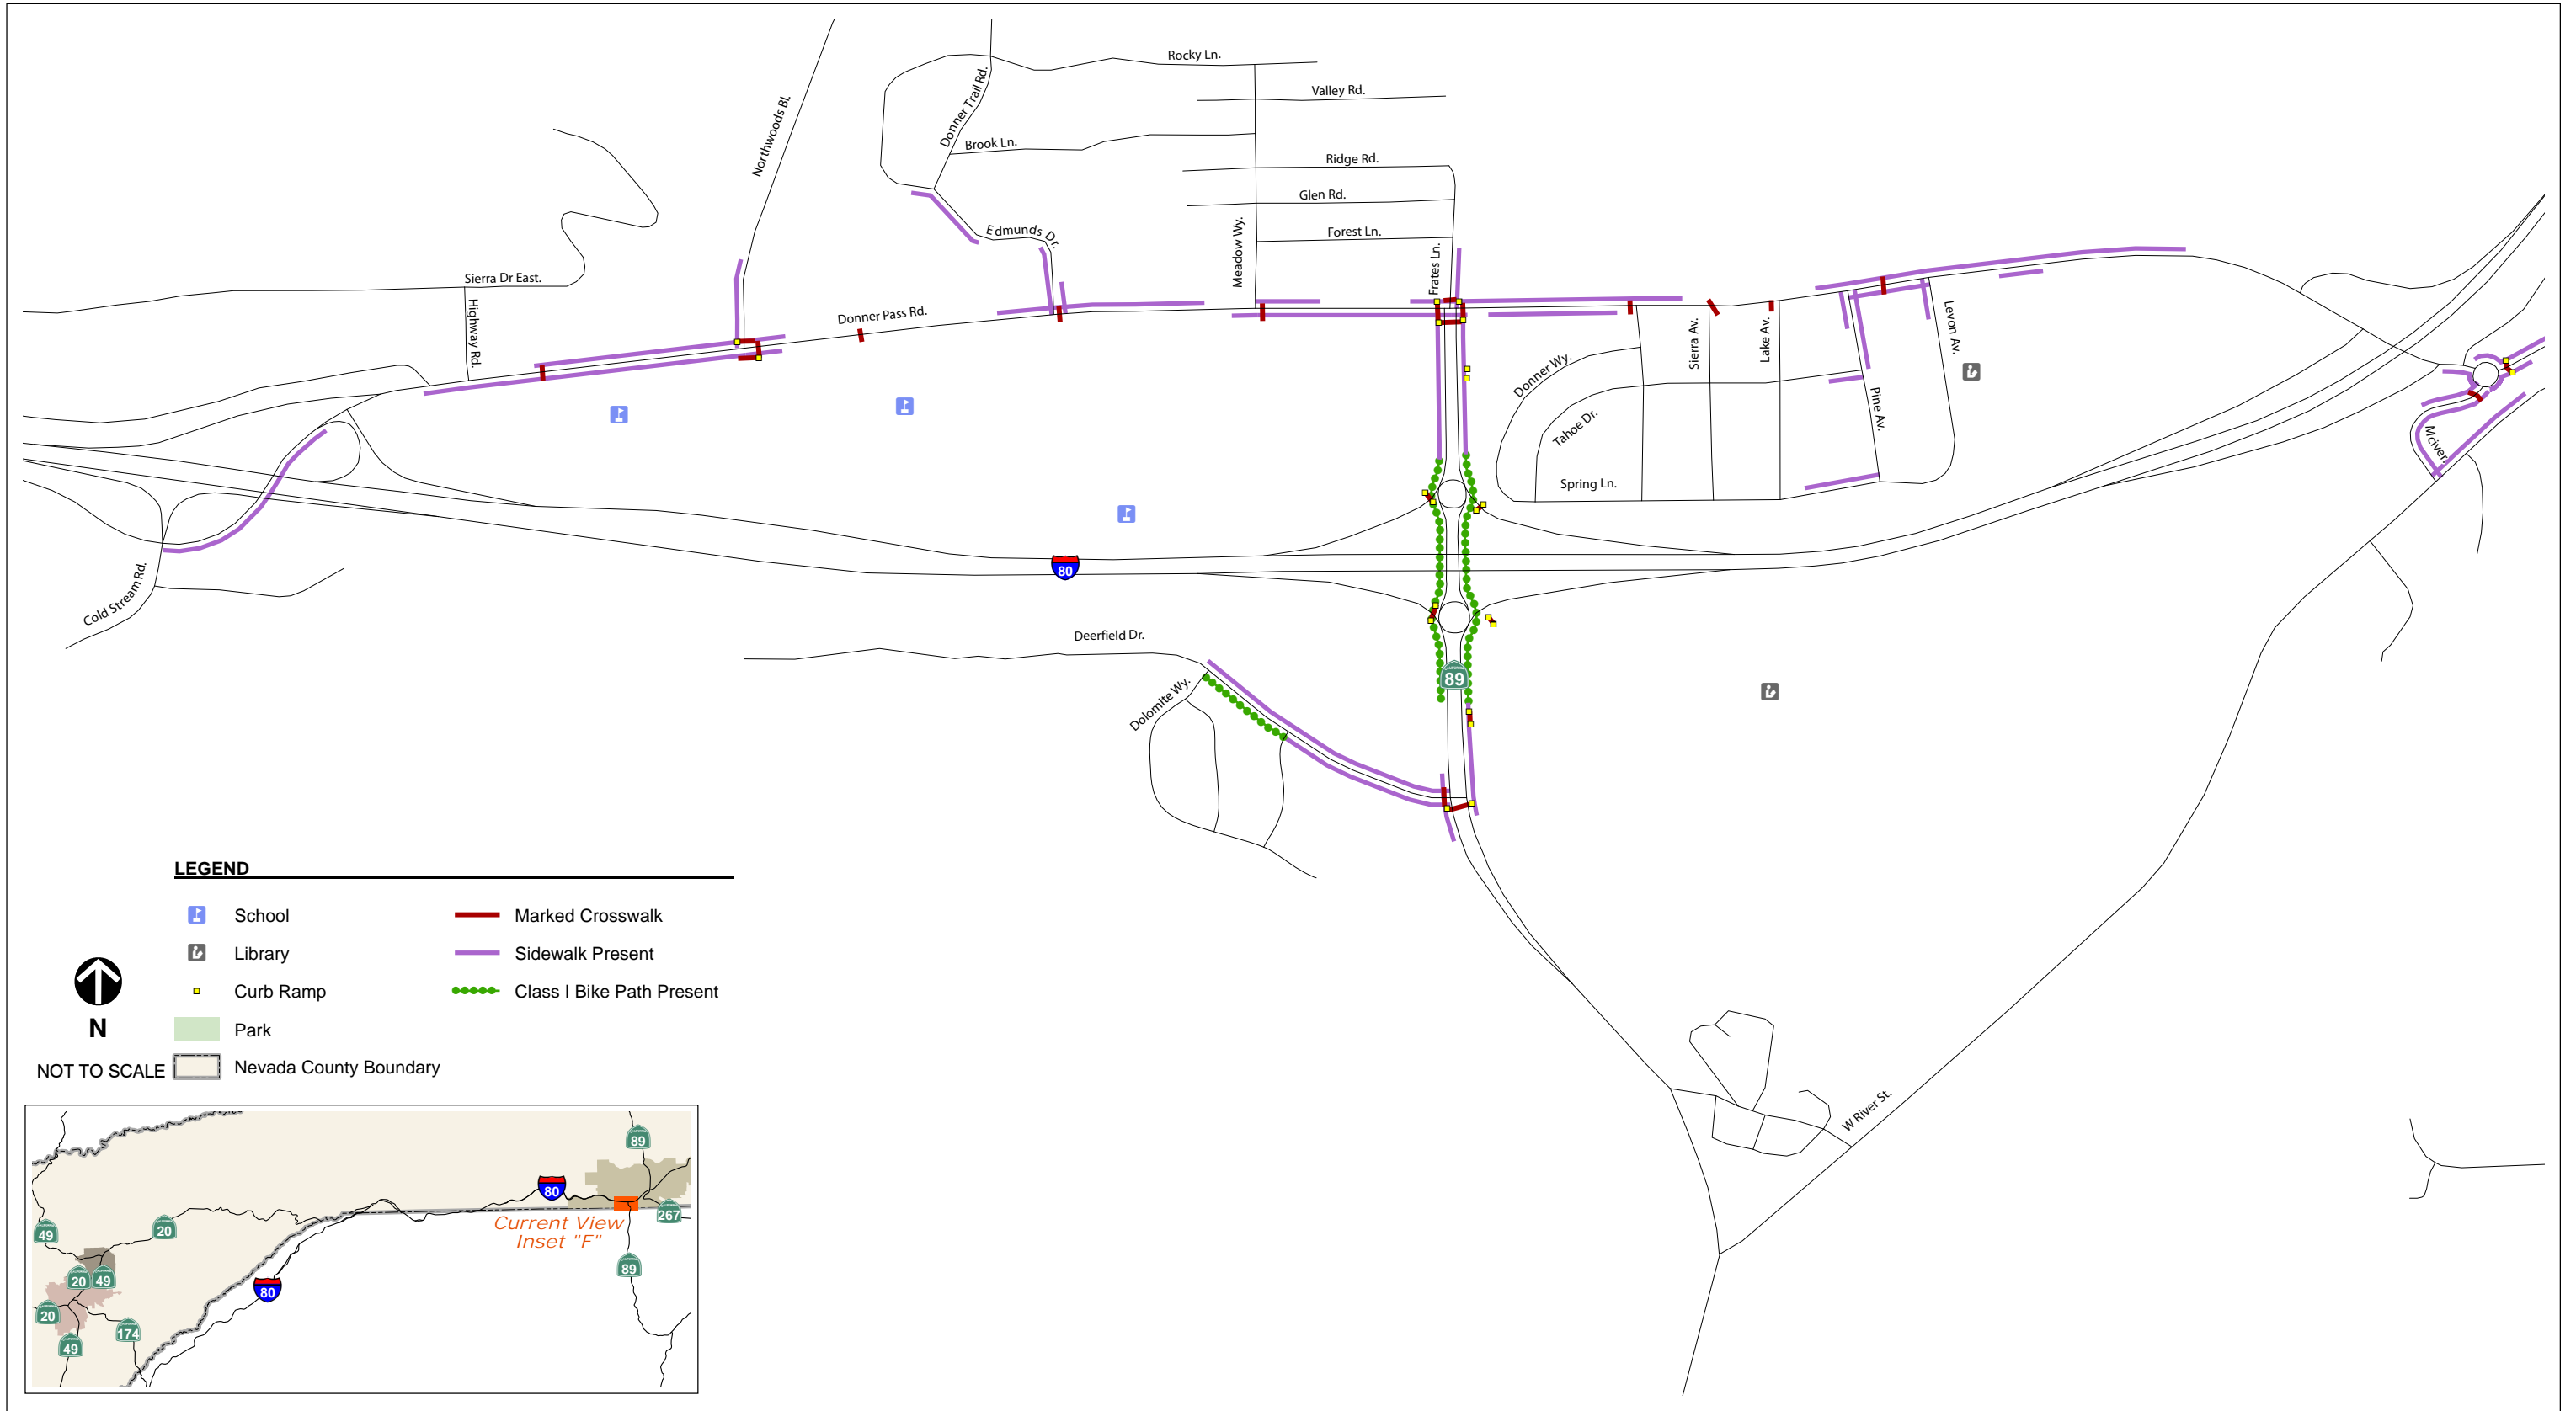 Rocky Ln.
Valley Rd.
Donner Trail Rd.
Northwoods Bl.
Brook Ln.
Ridge Rd.
Glen Rd.
Edmunds Dr.
Meadow Wy.
Forest Ln.
Frates Ln.
Sierra Dr East.
Highway Rd.
Donner Pass Rd.
Donner Wy.
Sierra Av.
Lake Av.
Levon Av.
Tahoe Dr.
Pine Av.
Mciver.
Spring Ln.
80
Cold Stream Rd.
Deerfield Dr.
89
Dolomite Wy.
W River St.
LEGEND
School
Marked Crosswalk
Library
Sidewalk Present
Curb Ramp
Class I Bike Path Present
N
Park
NOT TO SCALE
Nevada County Boundary
89
80
267
49
20
Current View
Inset "F"
20
49
89
80
20
174
49